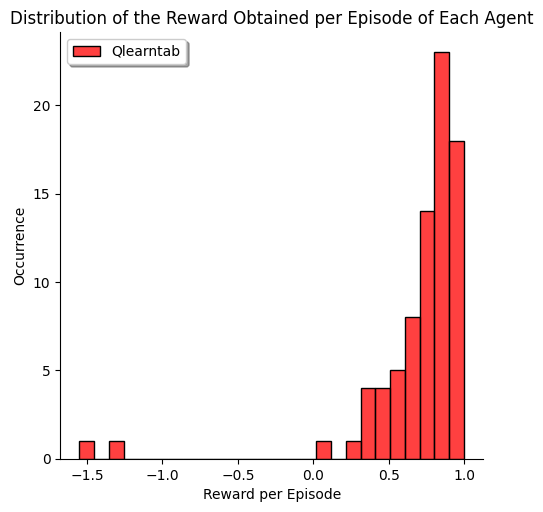 Distribution of the Reward Obtained per Episode of Each Agent
Qlearntab
Occurrence
20
15
10
5
0
−1.5 −1.0 −0.5 0.0 0.5 1.0
Reward per Episode